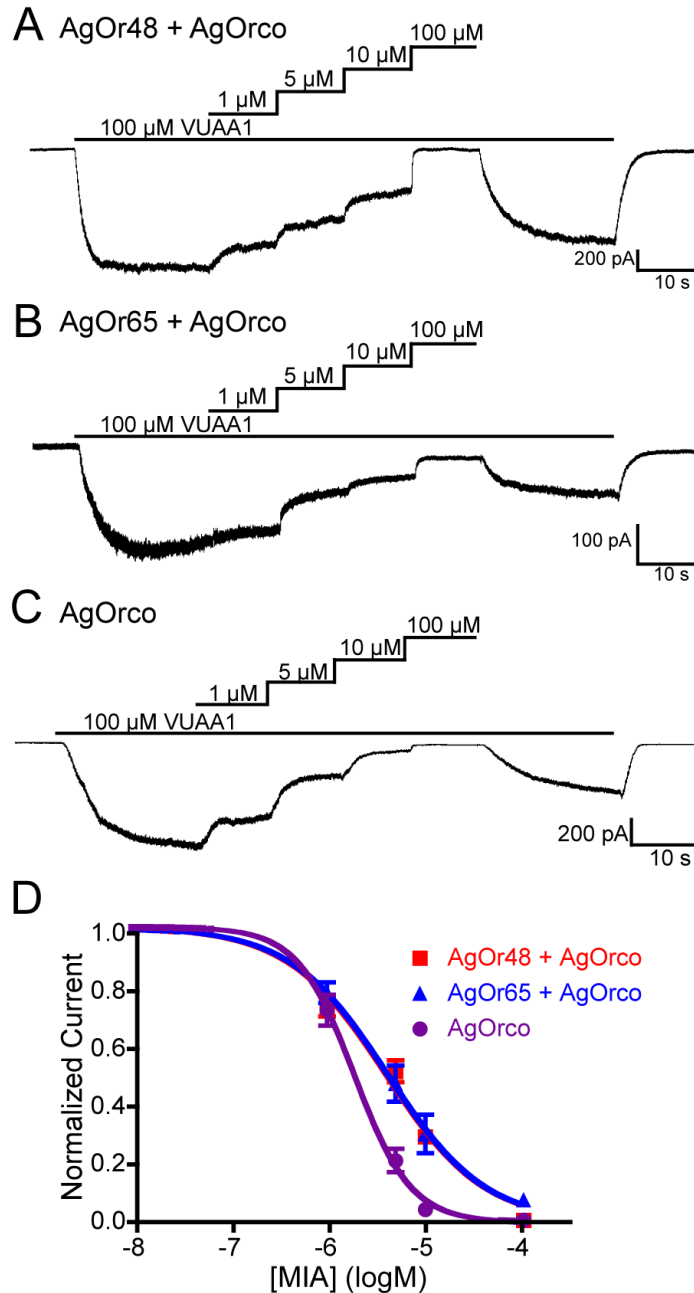 A AgOr48 + AgOrco
100 µM
10 µM
5 µM
1 µM
100 µM VUAA1
200 pA
10 s
B AgOr65 + AgOrco
100 µM
10 µM
5 µM
1 µM
100 µM VUAA1
100 pA
10 s
C AgOrco
100 µM
10 µM
5 µM
1 µM
100 µM VUAA1
200 pA
10 s
D
1.0
0.8
0.6
0.4
0.2
0.0
Normalized Current
AgOr48 + AgOrco
AgOr65 + AgOrco
AgOrco
-8 -7 -6 -5 -4
[MIA] (logM)